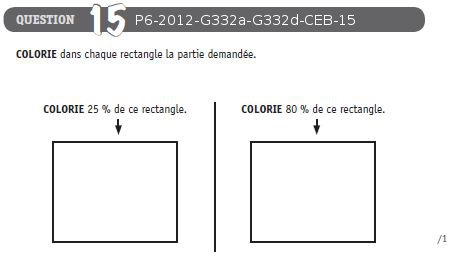 QUESTION 15 P6-2012-G332a-G332d-CEB-15
COLORIE dans chaque rectangle la partie demandée.
COLORIE 25 % de ce rectangle.
COLORIE 80 % de ce rectangle.
/1